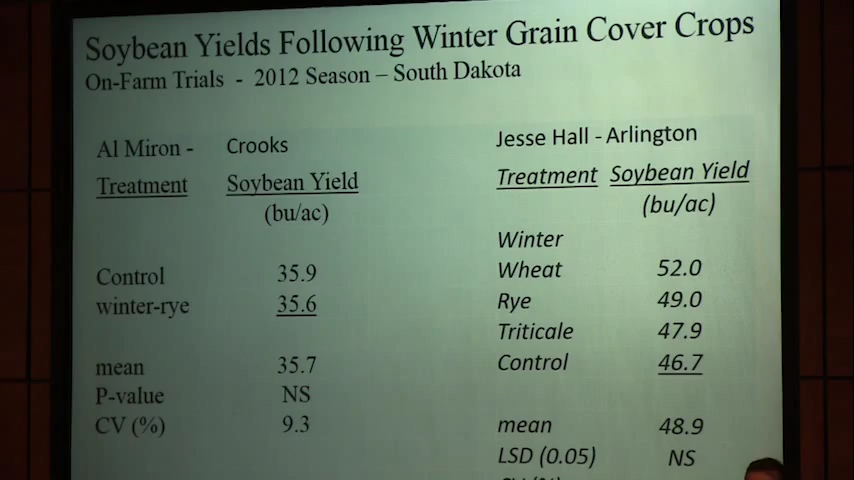 Soybean Yields Following Winter Grain Cover Crops
On-Farm Trials - 2012 Season – South Dakota
Al Miron - Crooks
Treatment Soybean Yield
(bu/ac)
Control 35.9
winter-rye 35.6
mean 35.7
P-value NS
CV (%) 9.3
Jesse Hall - Arlington
Treatment Soybean Yield
(bu/ac)
Winter
Wheat 52.0
Rye 49.0
Triticale 47.9
Control 46.7
mean 48.9
LSD (0.05) NS